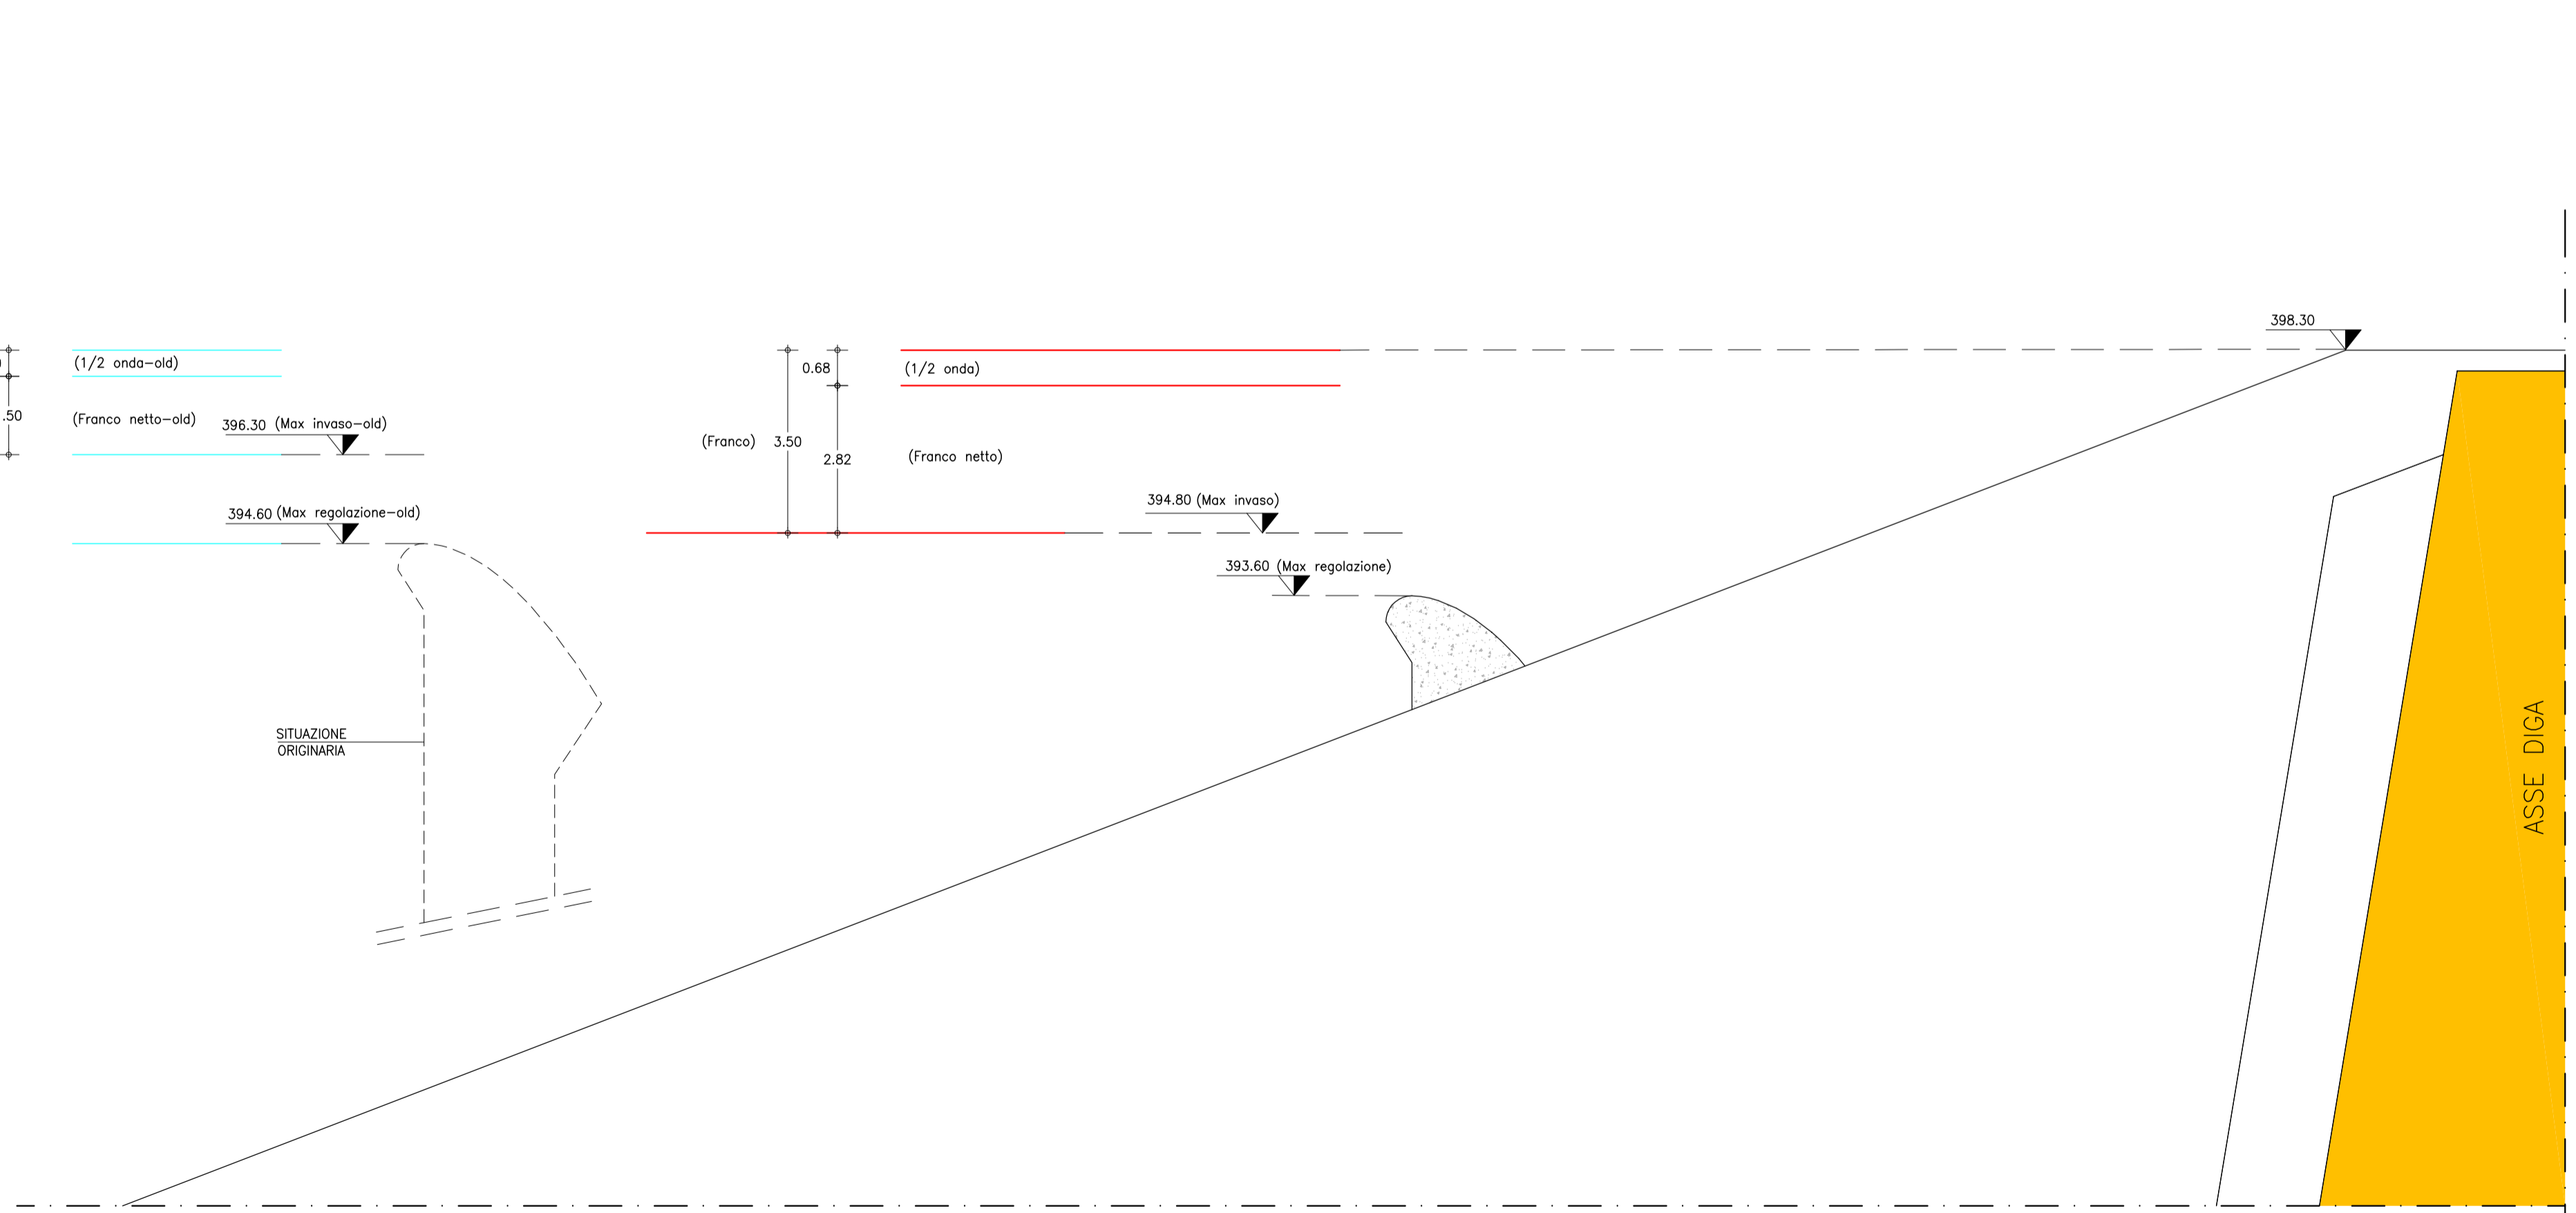 398.30
(1/2 onda-old)
0.68
(1/2 onda)
.50
(Franco netto-old)
396.30 (Max invaso-old)
(Franco) 3.50
2.82
(Franco netto)
394.80 (Max invaso)
394.60 (Max regolazione-old)
393.60 (Max regolazione)
SITUAZIONE
ORIGINARIA
ASSE DIGA